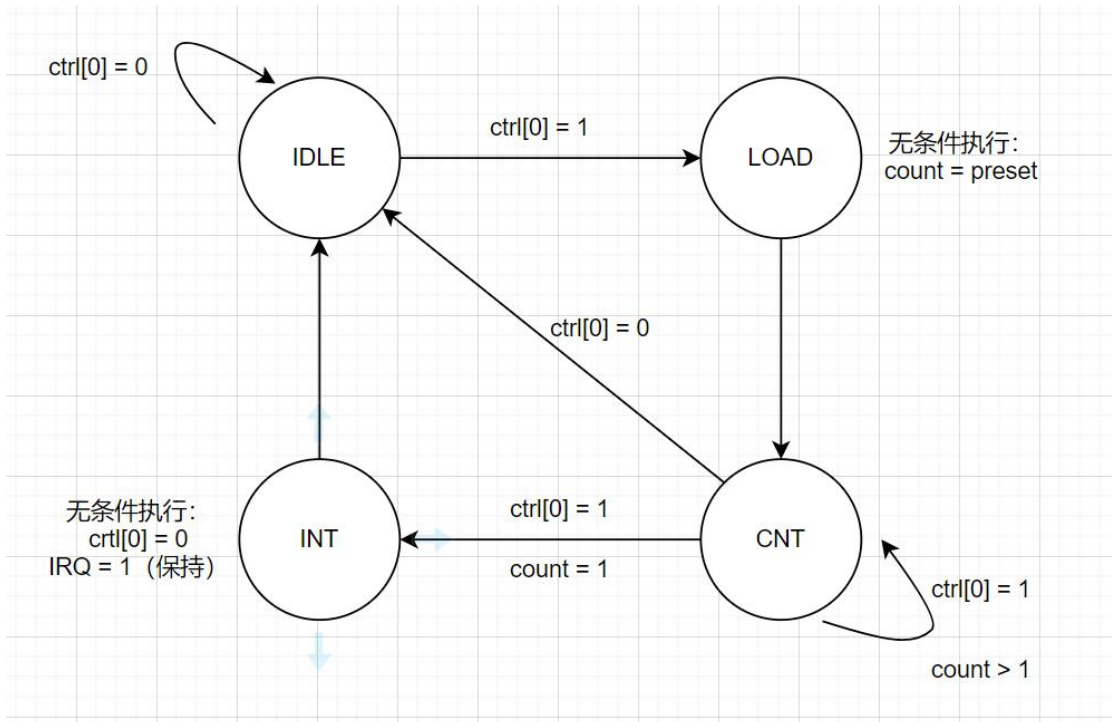 ctrl[0] = 0
IDLE
ctrl[0] = 1
LOAD
无条件执行：
count = preset
ctrl[0] = 0
无条件执行：
crtl[0] = 0
IRQ = 1（保持）
INT
ctrl[0] = 1
count = 1
CNT
ctrl[0] = 1
count > 1